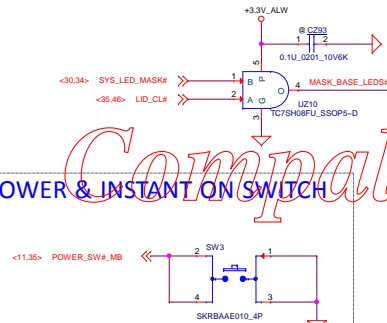 +3.3V_ALW
@ CZ93
1 2
0.1U_0201_10V6K
5
<30,34> SYS_LED_MASK# 1 B P
O 4 MASK_BASE_LEDS#
<35,46> LID_CL# 2 A G
UZ10
3 TC7SH08FU_SSOP5~D
Compal
OWER & INSTANT ON SWITCH
SW3
<11,35> POWER_SW#_MB 2 1
4 3
SKRBAAE010_4P